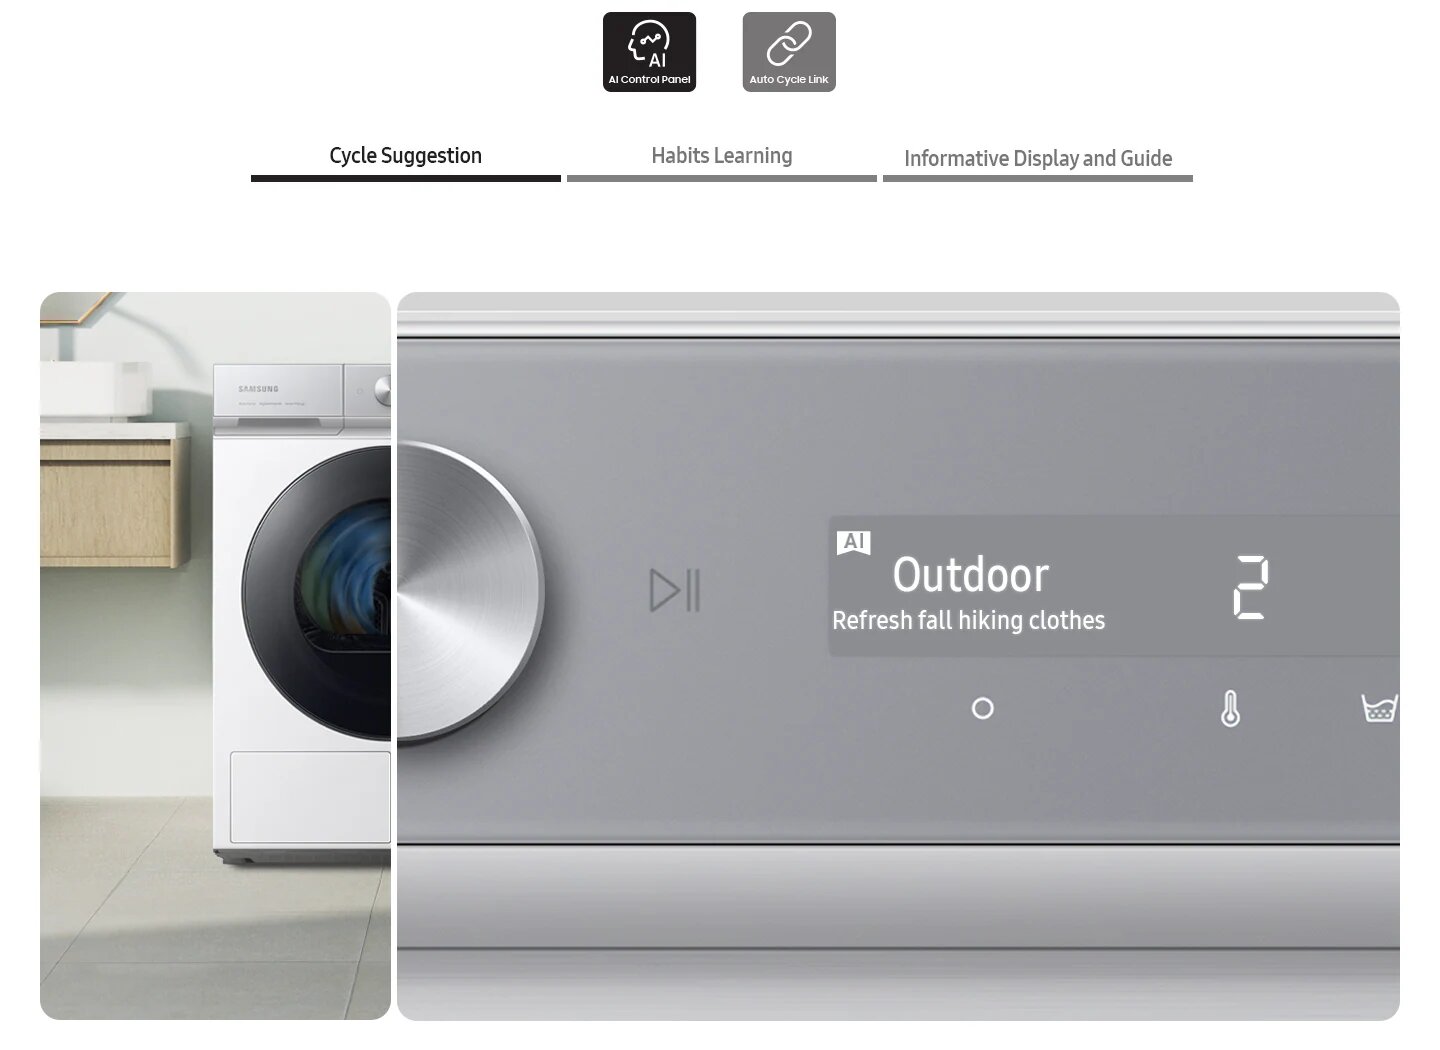 AI
AI Control Panel
Auto Cycle Link
Cycle Suggestion
Habits Learning
Informative Display and Guide
SAMSUNG
AI
Outdoor
2
Refresh fall hiking clothes